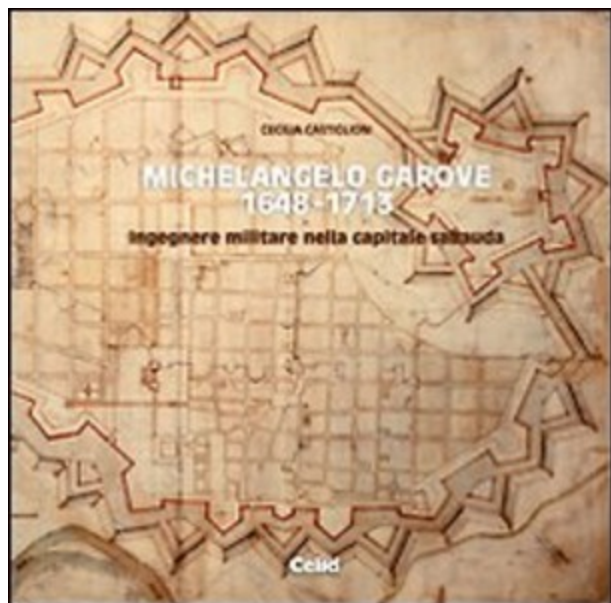 CECILIA CASTIGLIONI
MICHELANGELO GAROVE
1648-1713
Ingegnere militare nella capitale sabauda
Celid